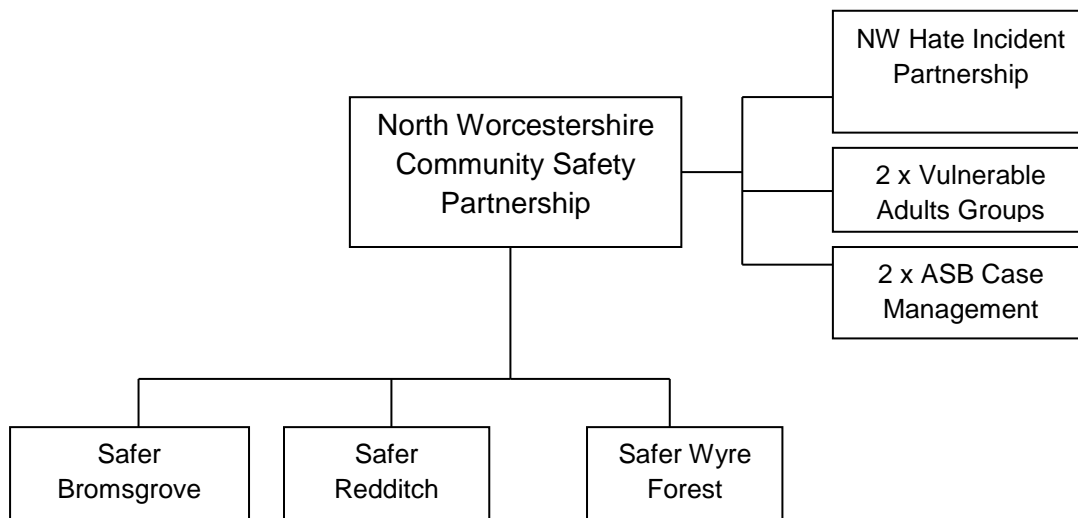 NW Hate Incident
Partnership
North Worcestershire
Community Safety
Partnership
2 x Vulnerable
Adults Groups
2 x ASB Case
Management
Safer
Bromsgrove
Safer
Redditch
Safer Wyre
Forest